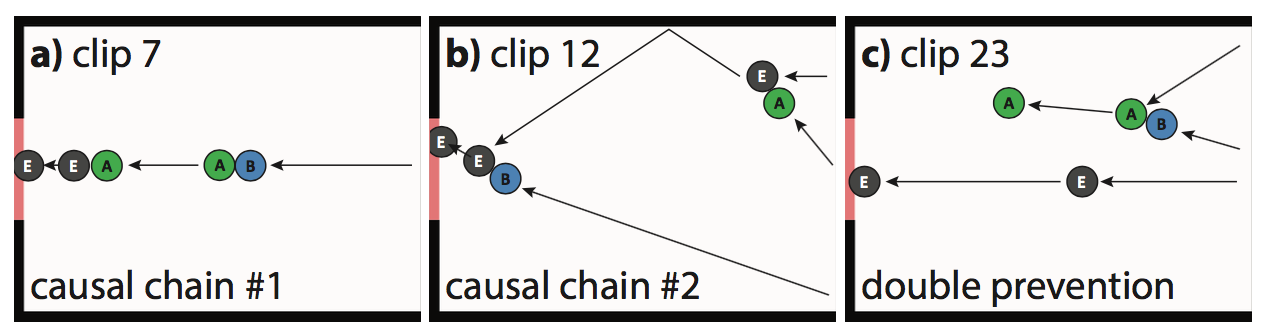 a) clip 7
E E A A B
causal chain #1
b) clip 12
E A
E E B
causal chain #2
c) clip 23
A A B
E E
double prevention